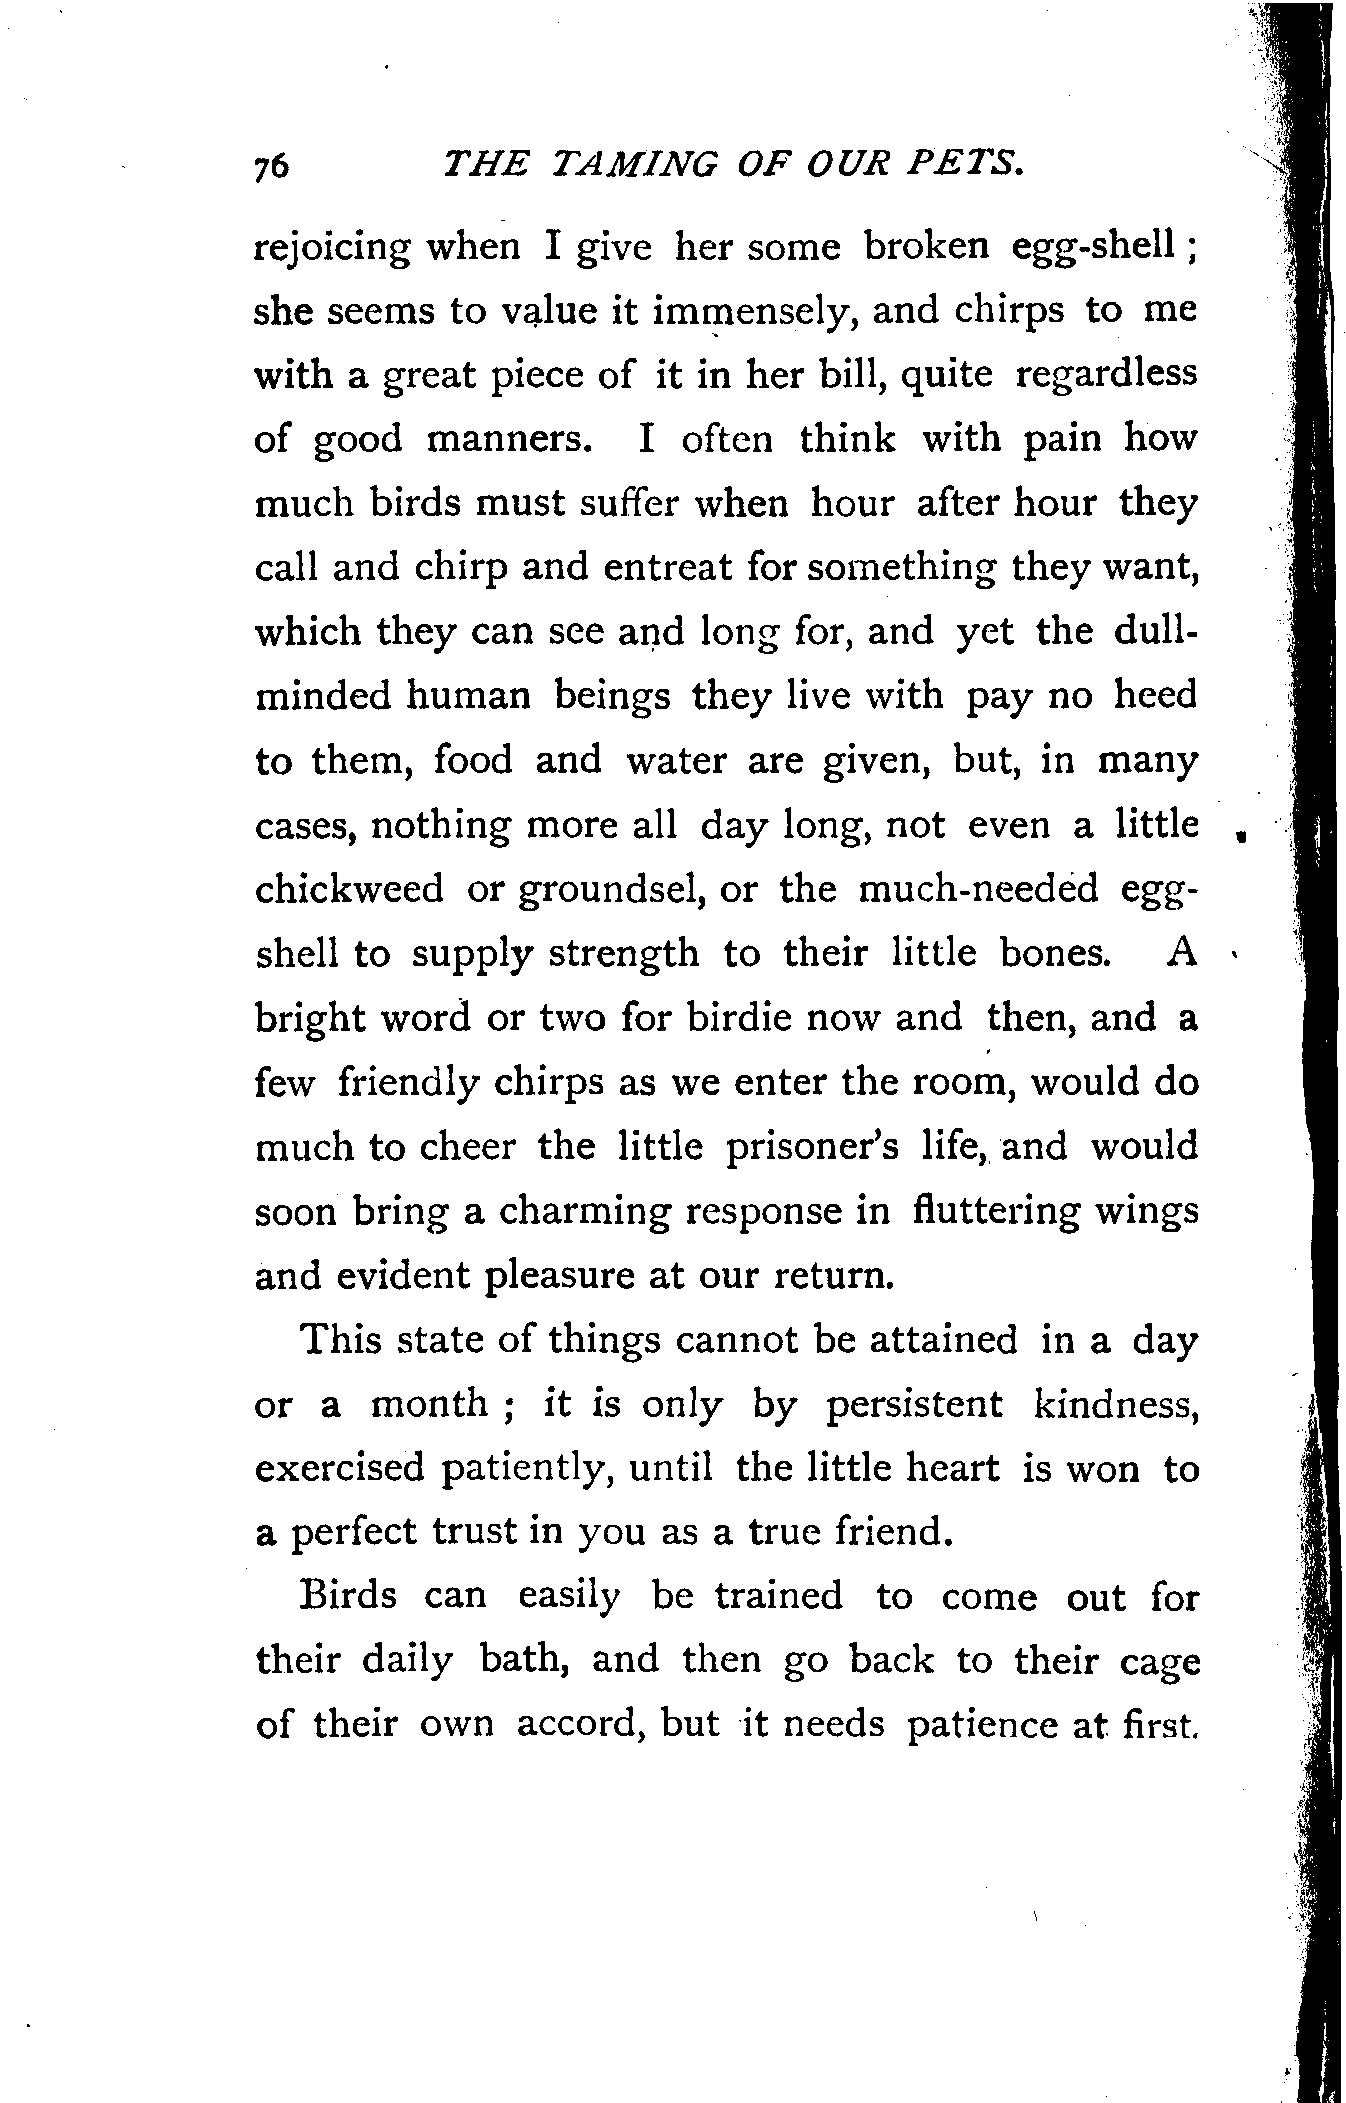 76 THE TAMING OF OUR PETS.
rejoicing when I give her some broken egg-shell ;
she seems to value it immensely, and chirps to me
with a great piece of it in her bill, quite regardless
of good manners. I often think with pain how
much birds must suffer when hour after hour they
call and chirp and entreat for something they want,
which they can see and long for, and yet the dull-
minded human beings they live with pay no heed
to them, food and water are given, but, in many
cases, nothing more all day long, not even a little
chickweed or groundsel, or the much-needed egg-
shell to supply strength to their little bones. A
bright word or two for birdie now and then, and a
few friendly chirps as we enter the room, would do
much to cheer the little prisoner's life, and would
soon bring a charming response in fluttering wings
and evident pleasure at our return.
This state of things cannot be attained in a day
or a month ; it is only by persistent kindness,
exercised patiently, until the little heart is won to
a perfect trust in you as a true friend.
Birds can easily be trained to come out for
their daily bath, and then go back to their cage
of their own accord, but it needs patience at first.